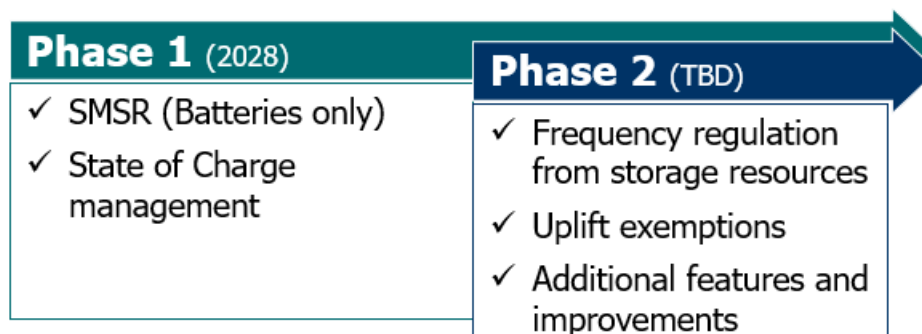 Phase 1 (2028)
✓ SMSR (Batteries only)
✓ State of Charge
management
Phase 2 (TBD)
✓ Frequency regulation
from storage resources
✓ Uplift exemptions
✓ Additional features and
improvements